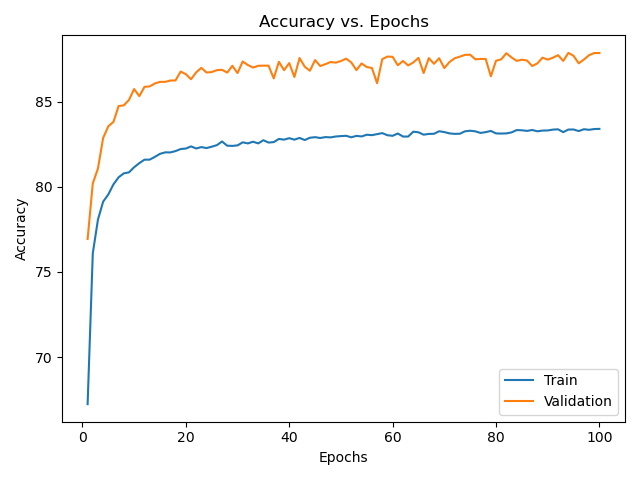 Accuracy vs. Epochs
Accuracy
85
80
75
70
Train
Validation
0 20 40 60 80 100
Epochs